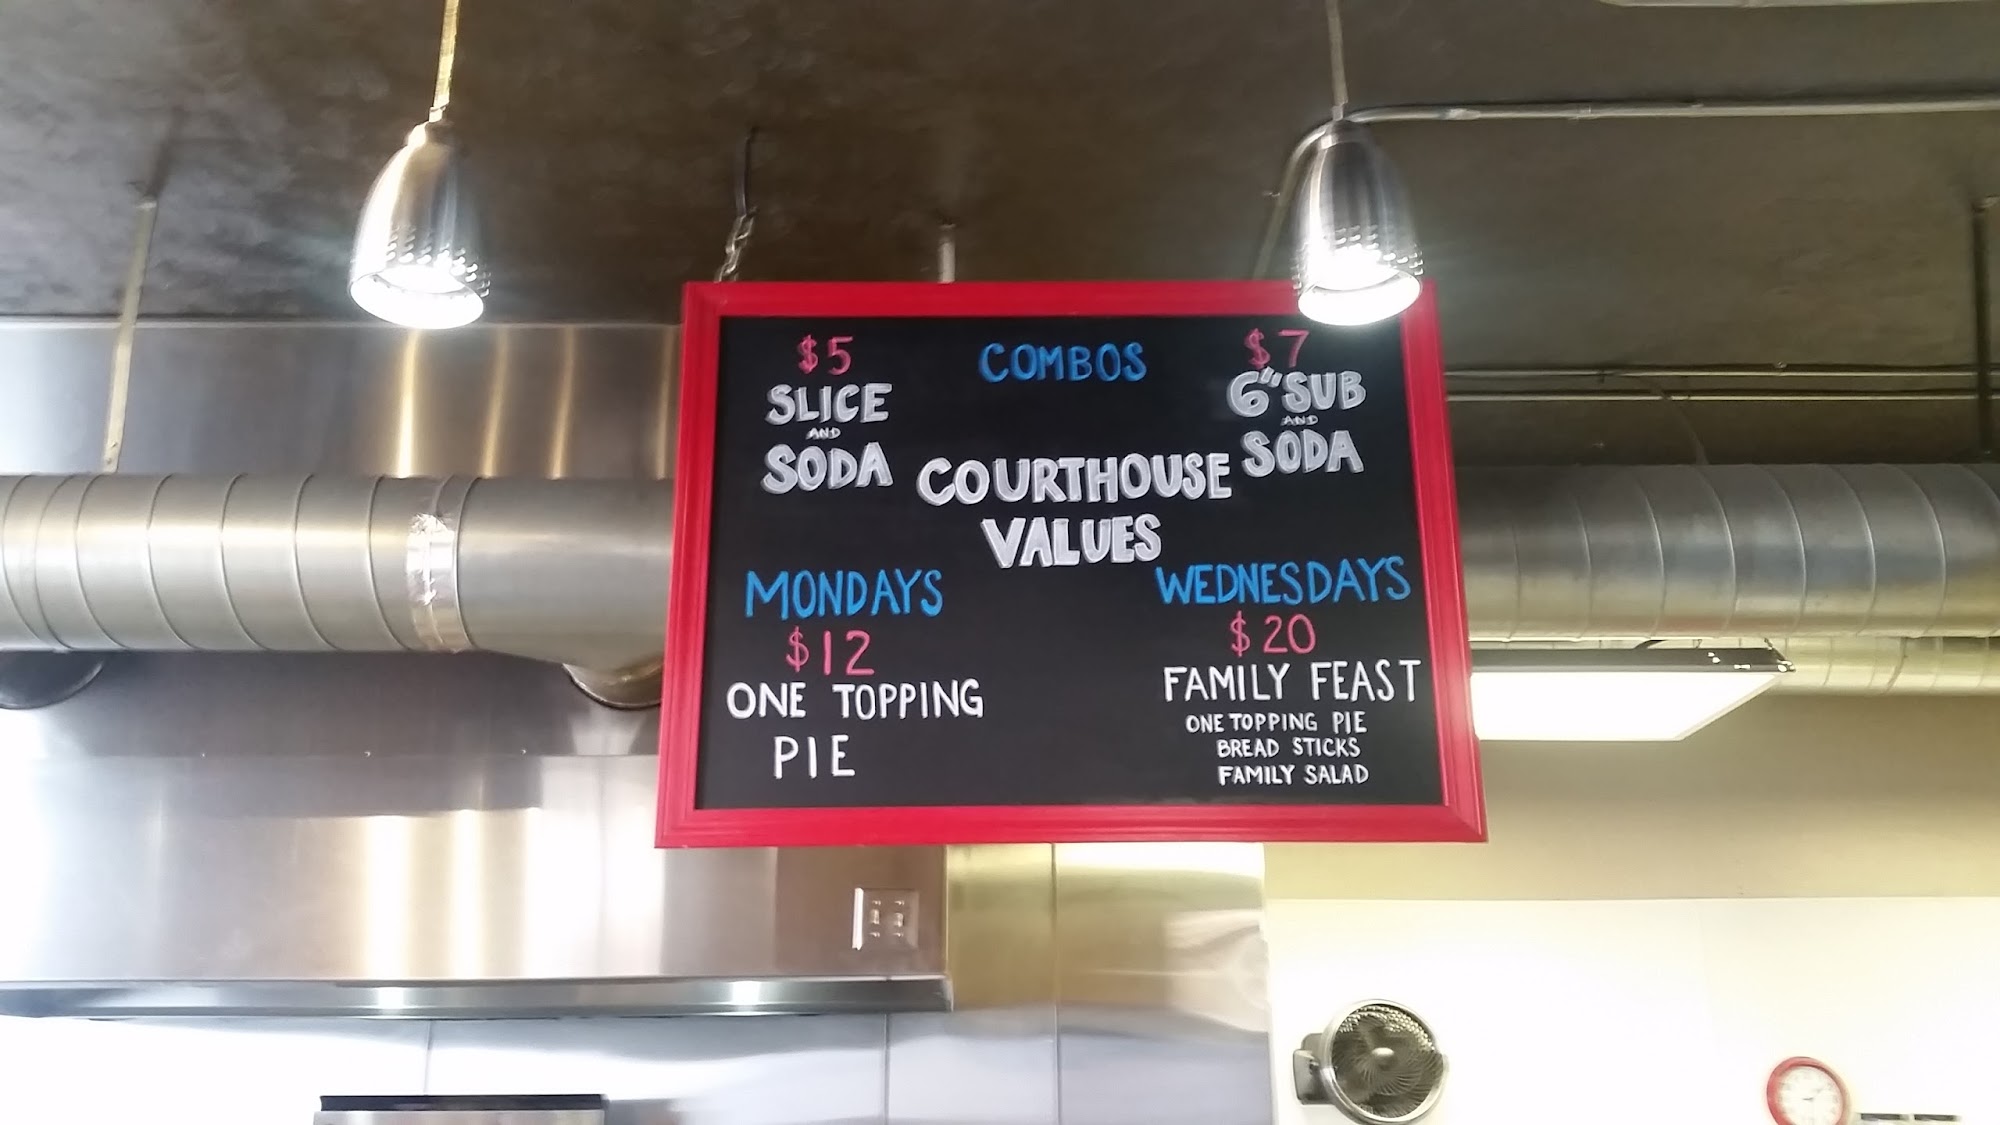 COMBOS
$5
SLICE
AND
SODA
$7
6" SUB
AND
SODA
COURTHOUSE
VALUES
MONDAYS
$12
ONE TOPPING
PIE
WEDNESDAYS
$20
FAMILY FEAST
ONE TOPPING PIE
BREAD STICKS
FAMILY SALAD